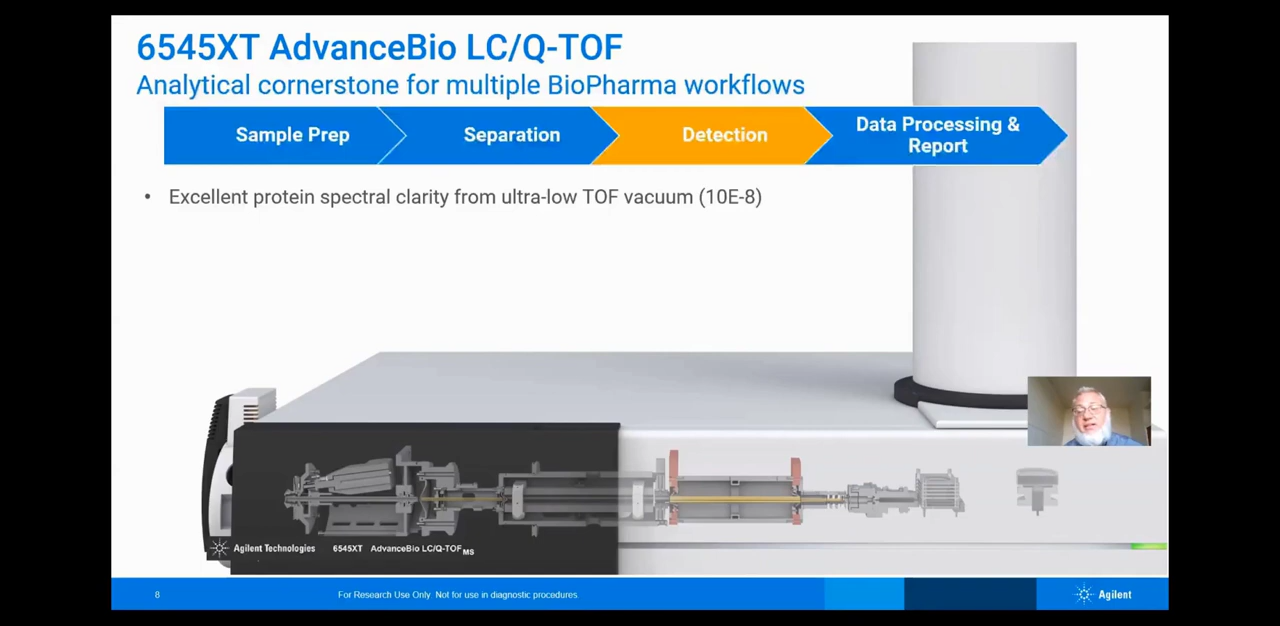 6545XT AdvanceBio LC/Q-TOF
Analytical cornerstone for multiple BioPharma workflows
Sample Prep
Separation
Detection
Data Processing &
Report
• Excellent protein spectral clarity from ultra-low TOF vacuum (10E-8)
Agilent Technologies 6545XT AdvanceBio LC/Q-TOF MS
8
For Research Use Only Not for use in diagnostic procedures.
Agilent